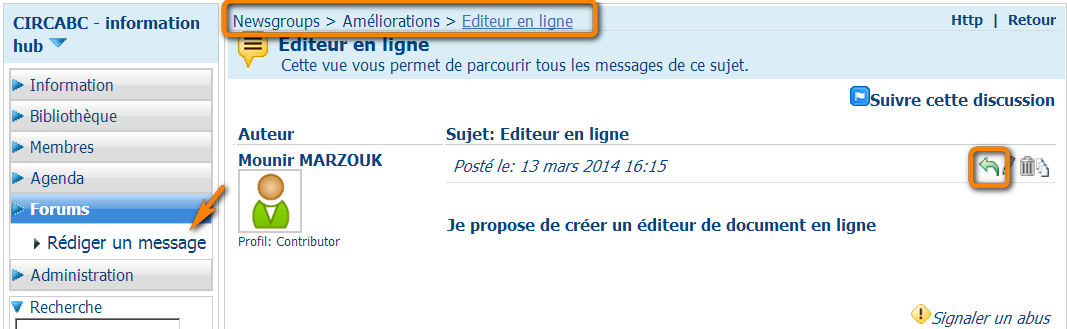 CIRCABC - information
hub
Information
Bibliothèque
Membres
Agenda
Forums
Rédiger un message
Administration
Recherche
Newsgroups > Améliorations > Editeur en ligne
Http | Retour
Editeur en ligne
Cette vue vous permet de parcourir tous les messages de ce sujet.
Suivre cette discussion
Auteur
Sujet: Editeur en ligne
Mounir MARZOUK
Posté le: 13 mars 2014 16:15
Profil: Contributor
Je propose de créer un éditeur de document en ligne
Signaler un abus